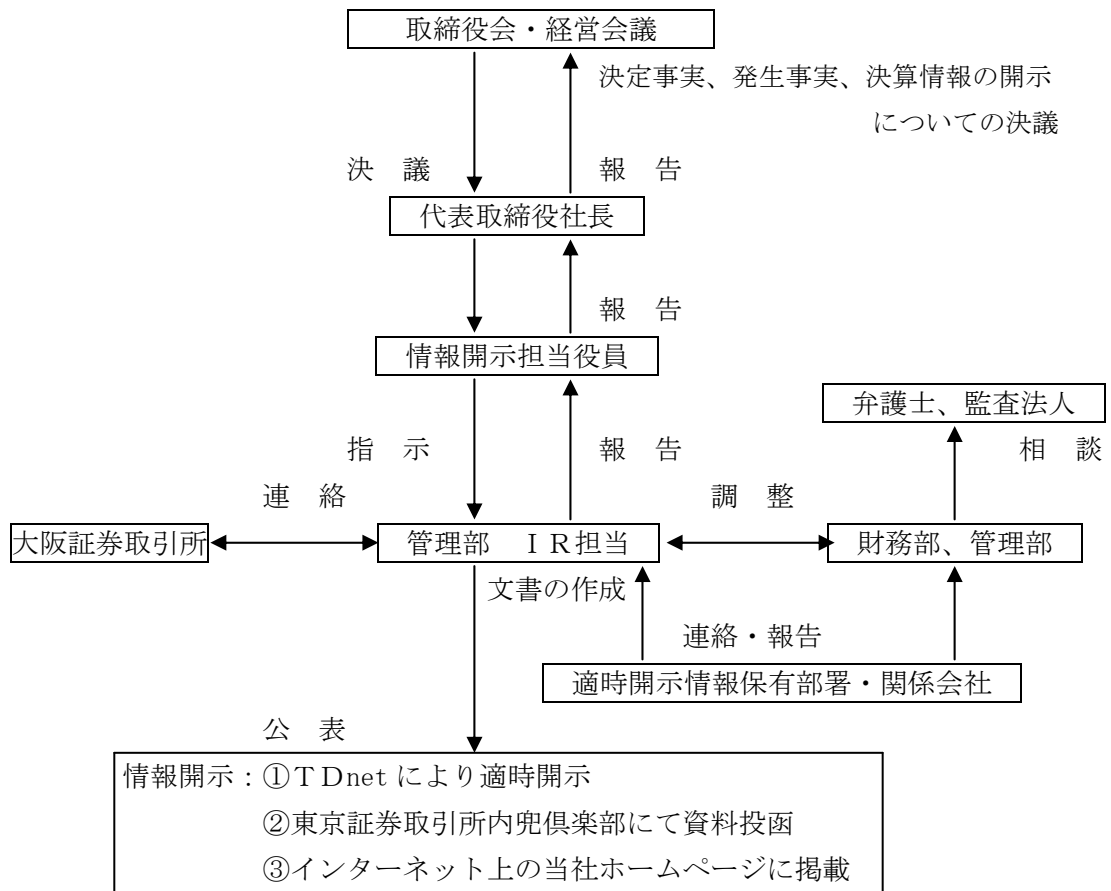 取締役会・経営会議
決定事実、発生事実、決算情報の開示
についての決議
決　議
報　告
代表取締役社長
報　告
情報開示担当役員
弁護士、監査法人
指　示
報　告
相　談
連　絡
調　整
大阪証券取引所
管理部　ＩＲ担当
財務部、管理部
文書の作成
連絡・報告
適時開示情報保有部署・関係会社
公　表
情報開示：①ＴＤnet により適時開示
②東京証券取引所内兜倶楽部にて資料投函
③インターネット上の当社ホームページに掲載